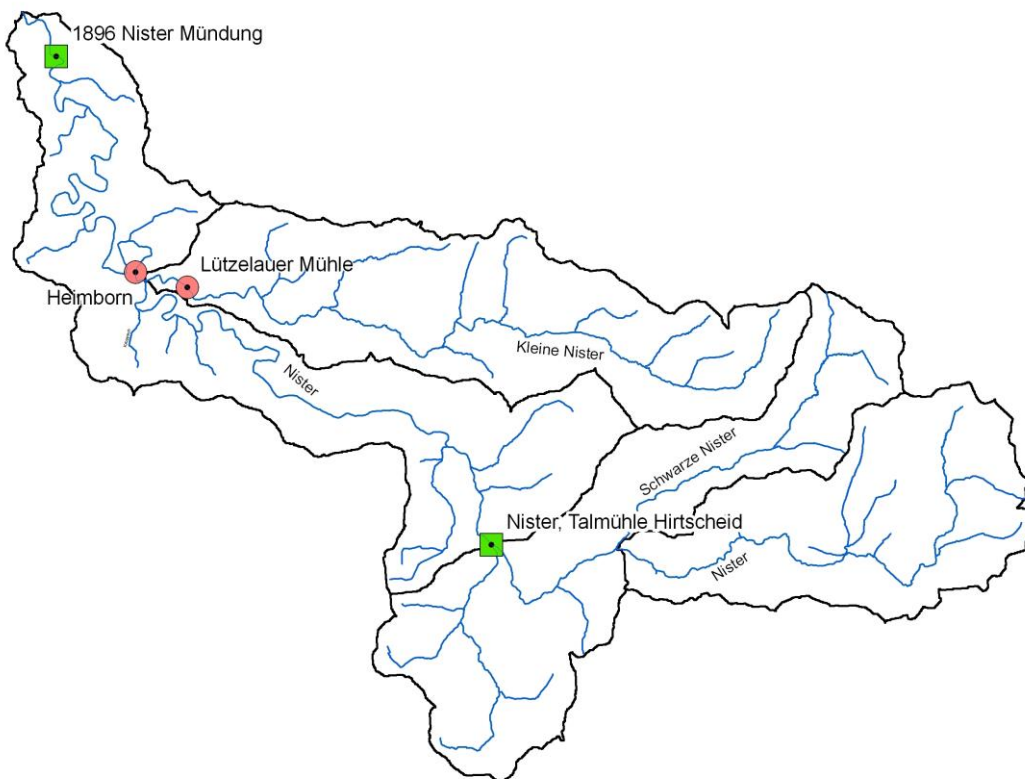 1896 Nister Mündung
Lützelauer Mühle
Heimborn
Kleine Nister
Nister
Schwarze Nister
Nister, Talmühle Hirtscheid
Nister